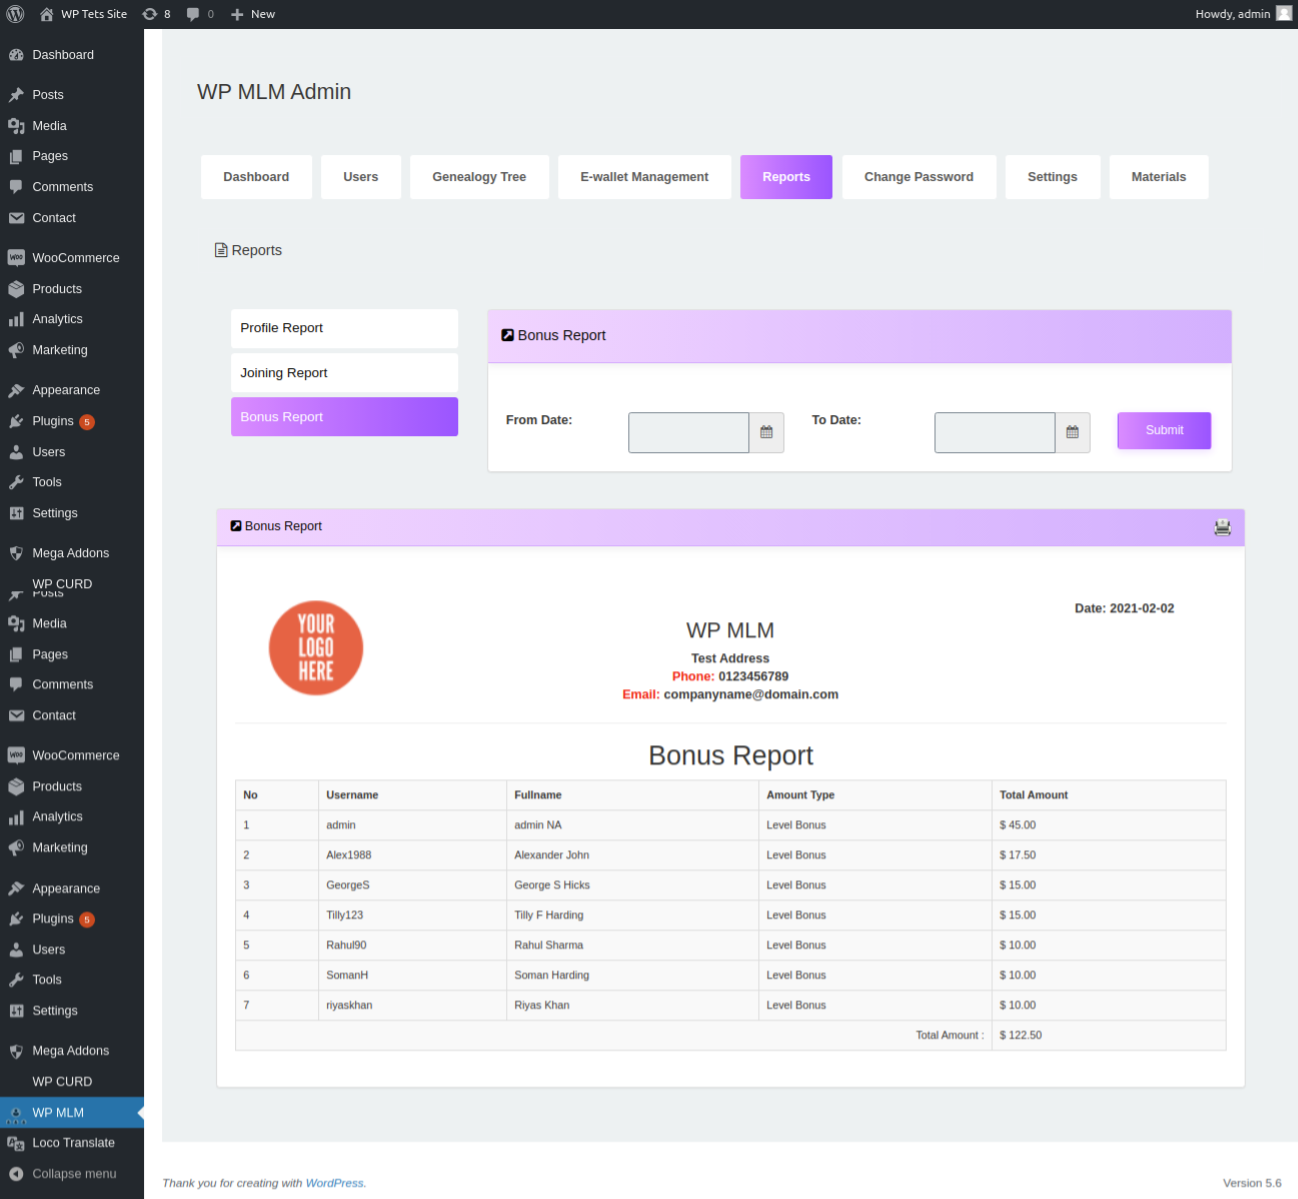 WP Tets Site 8 0 New Howdy, admin
Dashboard
Posts
Media
Pages
Comments
Contact
WooCommerce
Products
Analytics
Marketing
Appearance
Plugins 5
Users
Tools
Settings
Mega Addons
WP CURD
Posts
Media
Pages
Comments
Contact
WooCommerce
Products
Analytics
Marketing
Appearance
Plugins 5
Users
Tools
Settings
Mega Addons
WP CURD
WP MLM
Loco Translate
Collapse menu
WP MLM Admin
Dashboard Users Genealogy Tree E-wallet Management Reports Change Password Settings Materials
Reports
Profile Report
Joining Report
Bonus Report
Bonus Report
From Date: To Date: Submit
Bonus Report
YOUR
LOGO
HERE
Date: 2021-02-02
WP MLM
Test Address
Phone: 0123456789
Email: companyname@domain.com
Bonus Report
No Username Fullname Amount Type Total Amount
1 admin admin NA Level Bonus $ 45.00
2 Alex1988 Alexander John Level Bonus $ 17.50
3 GeorgeS George S Hicks Level Bonus $ 15.00
4 Tilly123 Tilly F Harding Level Bonus $ 15.00
5 Rahul90 Rahul Sharma Level Bonus $ 10.00
6 SomanH Soman Harding Level Bonus $ 10.00
7 riyaskhan Riyas Khan Level Bonus $ 10.00
Total Amount : $ 122.50
Thank you for creating with WordPress.
Version 5.6